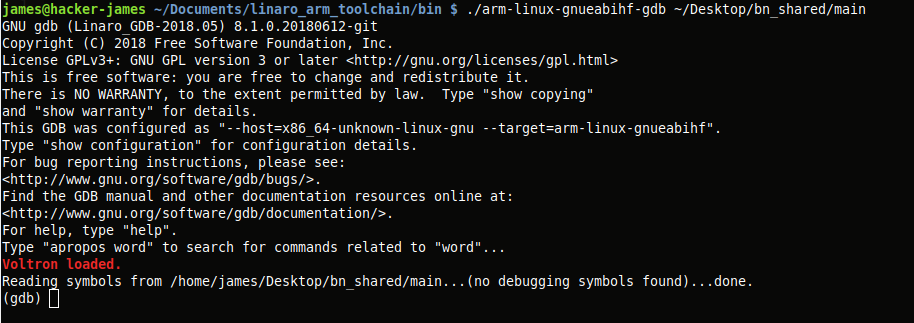 james@hacker-james ~/Documents/linaro_arm_toolchain/bin $ ./arm-linux-gnueabihf-gdb ~/Desktop/bn_shared/main
GNU gdb (Linaro_GDB-2018.05) 8.1.0.20180612-git
Copyright (C) 2018 Free Software Foundation, Inc.
License GPLv3+: GNU GPL version 3 or later <http://gnu.org/licenses/gpl.html>
This is free software: you are free to change and redistribute it.
There is NO WARRANTY, to the extent permitted by law.  Type "show copying"
and "show warranty" for details.
This GDB was configured as "--host=x86_64-unknown-linux-gnu --target=arm-linux-gnueabihf".
Type "show configuration" for configuration details.
For bug reporting instructions, please see:
<http://www.gnu.org/software/gdb/bugs/>.
Find the GDB manual and other documentation resources online at:
<http://www.gnu.org/software/gdb/documentation/>.
For help, type "help".
Type "apropos word" to search for commands related to "word"...
Voltron loaded.
Reading symbols from /home/james/Desktop/bn_shared/main...(no debugging symbols found)...done.
(gdb)